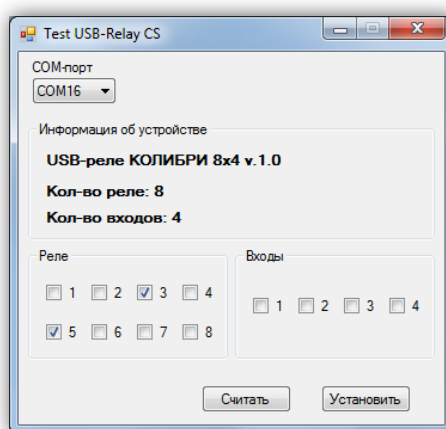 Test USB-Relay CS
COM-порт
COM16
Информация об устройстве
USB-реле КОЛИБРИ 8x4 v.1.0
Кол-во реле: 8
Кол-во входов: 4
Реле
1 2 3 4
5 6 7 8
Входы
1 2 3 4
Считать Установить